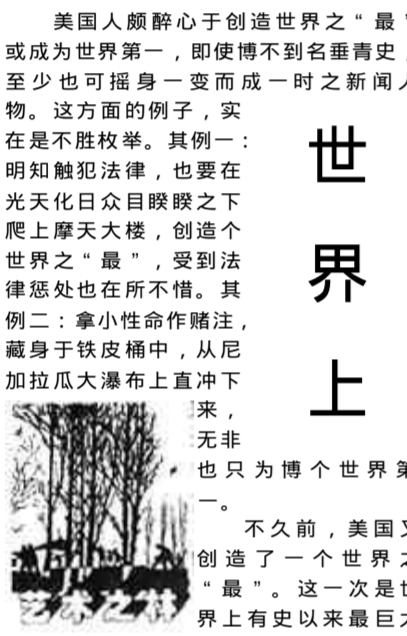 美国人颇醉心于创造世界之“最”
或成为世界第一，即使博不到名垂青史，
至少也可摇身一变而成一时之新闻人
物。这方面的例子，实
在是不胜枚举。其例一：
明知触犯法律，也要在
光天化日众目睽睽之下
爬上摩天大楼，创造个
世界之“最”，受到法
律惩处也在所不惜。其
例二：拿小性命作赌注，
藏身于铁皮桶中，从尼
加拉瓜大瀑布上直冲下
来，
无非
也只为博个世界第
一。
不久前，美国又
创造了一个世界之
“最”。这一次是世
界上有史以来最巨大
世
界
上
艺术之林